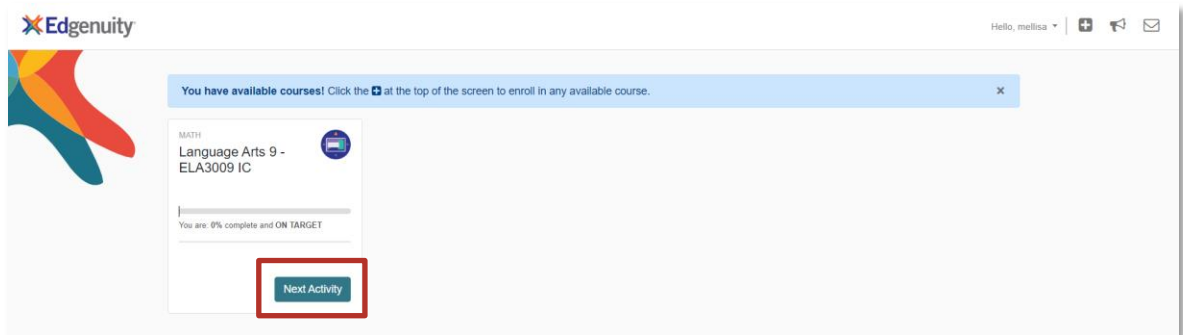 Edgenuity
Hello, mellisa
You have available courses! Click the at the top of the screen to enroll in any available course. ×
MATH
Language Arts 9 -
ELA3009 IC
You are: 0% complete and ON TARGET
Next Activity